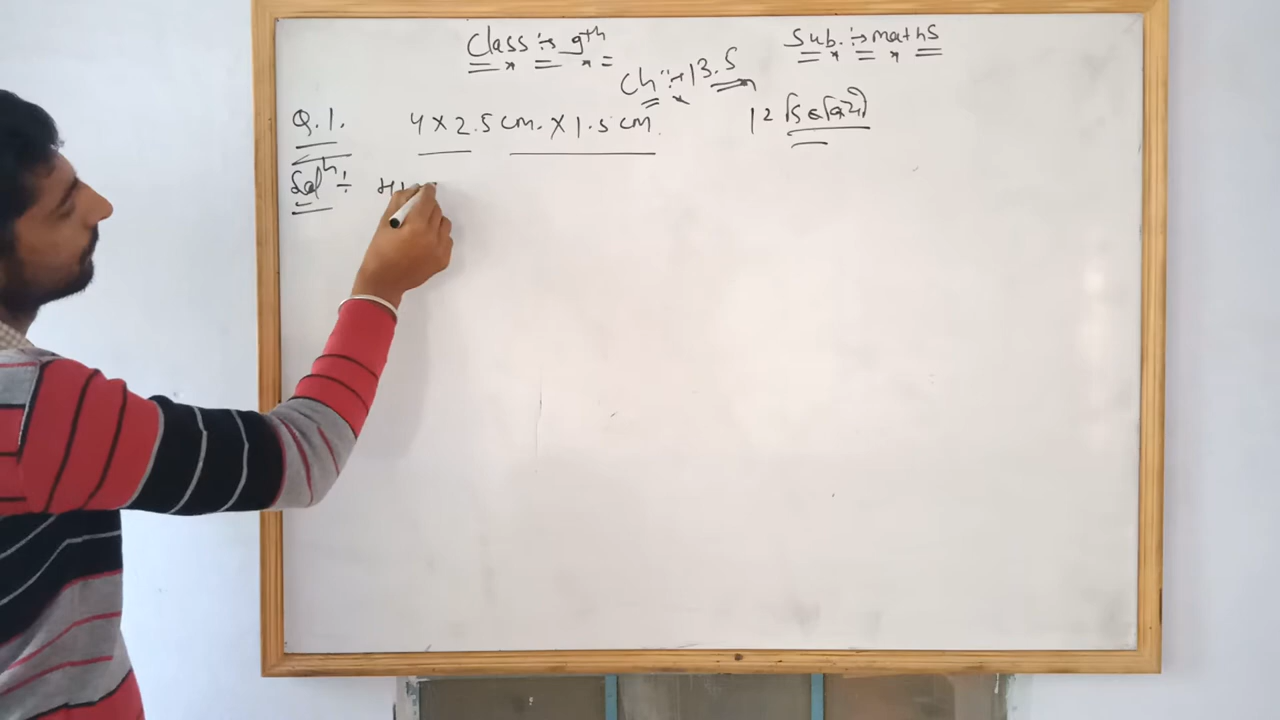 Class :- 9th
Sub. :- maths
Ch :- 13.5
Q.1. 4 X 2.5 cm. X 1.5 cm. 12
Solⁿ :-